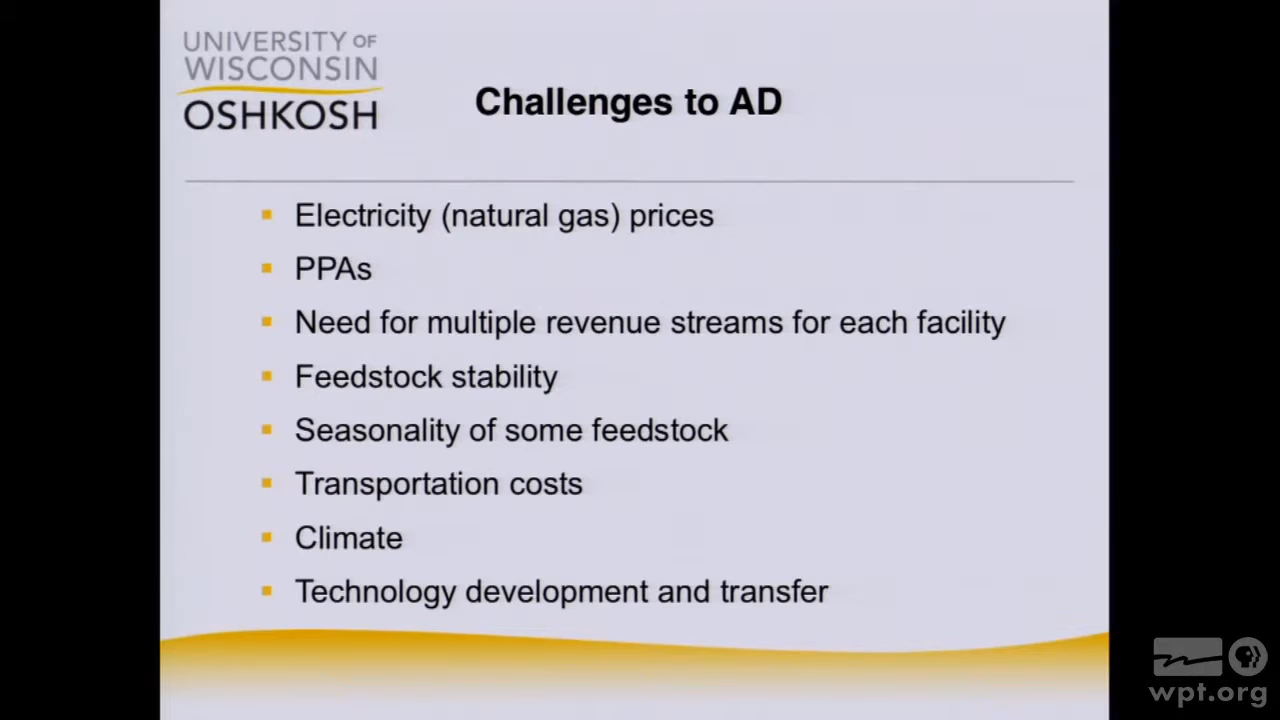 UNIVERSITY OF
WISCONSIN
OSHKOSH
Challenges to AD
Electricity (natural gas) prices
PPAs
Need for multiple revenue streams for each facility
Feedstock stability
Seasonality of some feedstock
Transportation costs
Climate
Technology development and transfer
wpt.org